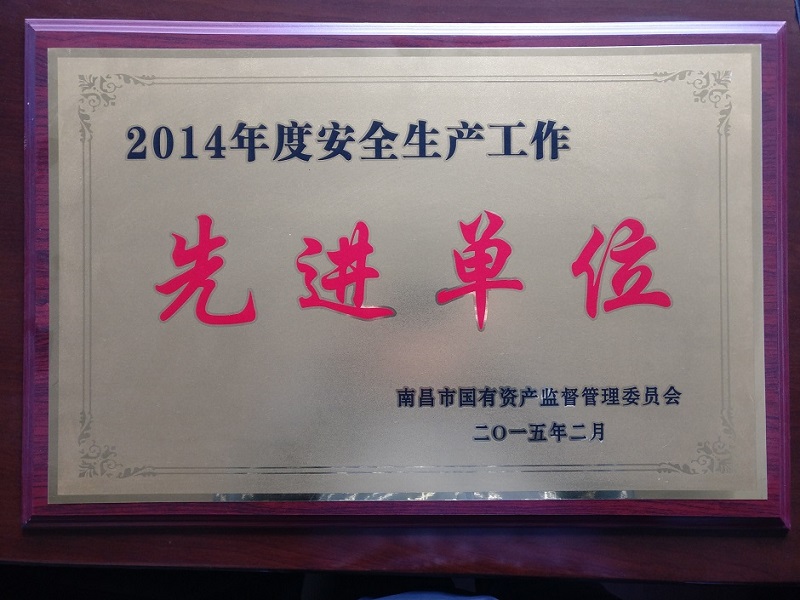 2014年度安全生产工作
先进单位
南昌市国有资产监督管理委员会
二〇一五年二月